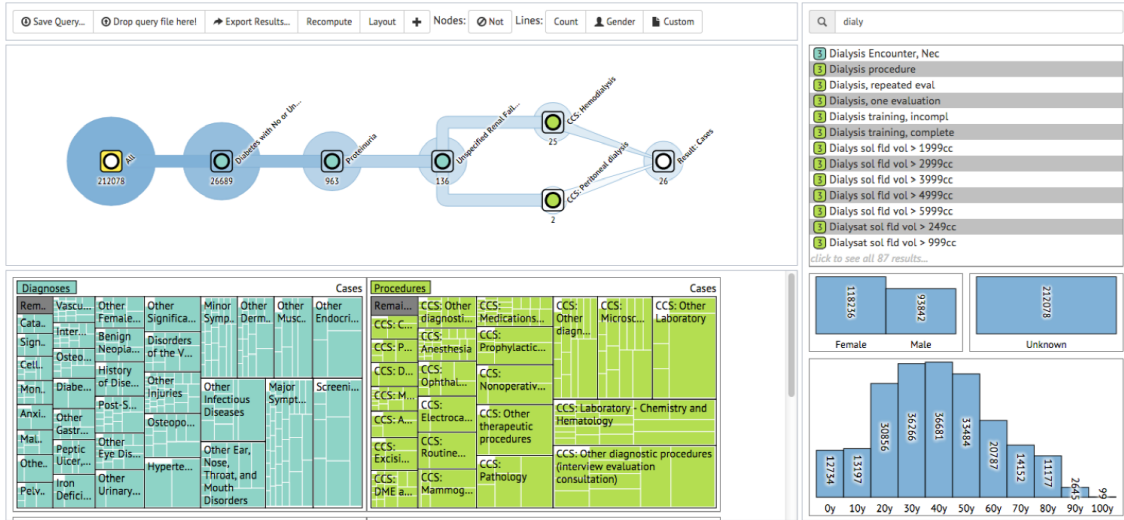 Save Query...
Drop query file here!
Export Results...
Recompute
Layout
Nodes:
Not
Lines:
Count
Gender
Custom
All
212078
Diabetes with No or Un...
26689
Proteinuria
963
Unspecified Renal Fail...
136
CCS: Hemodialysis
25
CCS: Peritoneal dialysis
2
Result: Cases
26
Diagnoses
Cases
Rem..
Cata..
Sign..
Cell..
Mon..
Anxi..
Mal..
Othe..
Pelv..
Vascu...
Inter...
Osteo...
Diabe...
Other
Gastr...
Peptic
Ulcer,...
Iron
Defici...
Other
Female...
Benign
Neopla...
History
of Dise...
Post-S...
Other
Eye Dis...
Other
Urinary...
Other
Significa...
Disorders
of the V...
Other
Injuries
Osteopo...
Hyperte...
Minor
Symp..
Other
Derm..
Other
Musc..
Other
Endocri...
Other
Infectious
Diseases
Other Ear,
Nose,
Throat, and
Mouth
Disorders
Major
Sympt...
Screeni...
Procedures
Cases
Remai...
CCS: C...
CCS: P...
CCS: D...
CCS: M...
CCS: A...
CCS:
Excisi...
CCS:
DME a...
CCS: Other
diagnosti...
CCS:
Anesthesia
CCS:
Ophthal...
CCS:
Electroca...
CCS:
Routine...
CCS:
Mammog...
CCS:
Medications...
CCS:
Prophylactic...
CCS:
Nonoperativ...
CCS: Other
therapeutic
procedures
CCS:
Pathology
CCS:
Other
diagn...
CCS:
Microsc...
CCS: Other
Laboratory
CCS: Laboratory - Chemistry and
Hematology
CCS: Other diagnostic procedures
(interview evaluation
consultation)
dialy
3 Dialysis Encounter, Nec
3 Dialysis procedure
3 Dialysis, repeated eval
3 Dialysis, one evaluation
3 Dialysis training, incompl
3 Dialysis training, complete
3 Dialys sol fld vol > 1999cc
3 Dialys sol fld vol > 2999cc
3 Dialys sol fld vol > 3999cc
3 Dialys sol fld vol > 4999cc
3 Dialys sol fld vol > 5999cc
3 Dialysat sol fld vol > 249cc
3 Dialysat sol fld vol > 999cc
click to see all 87 results...
118236
93842
Female
Male
212078
Unknown
12734
13197
30856
36266
36681
33484
20787
14152
11177
2645
99
0y 10y 20y 30y 40y 50y 60y 70y 80y 90y 100y